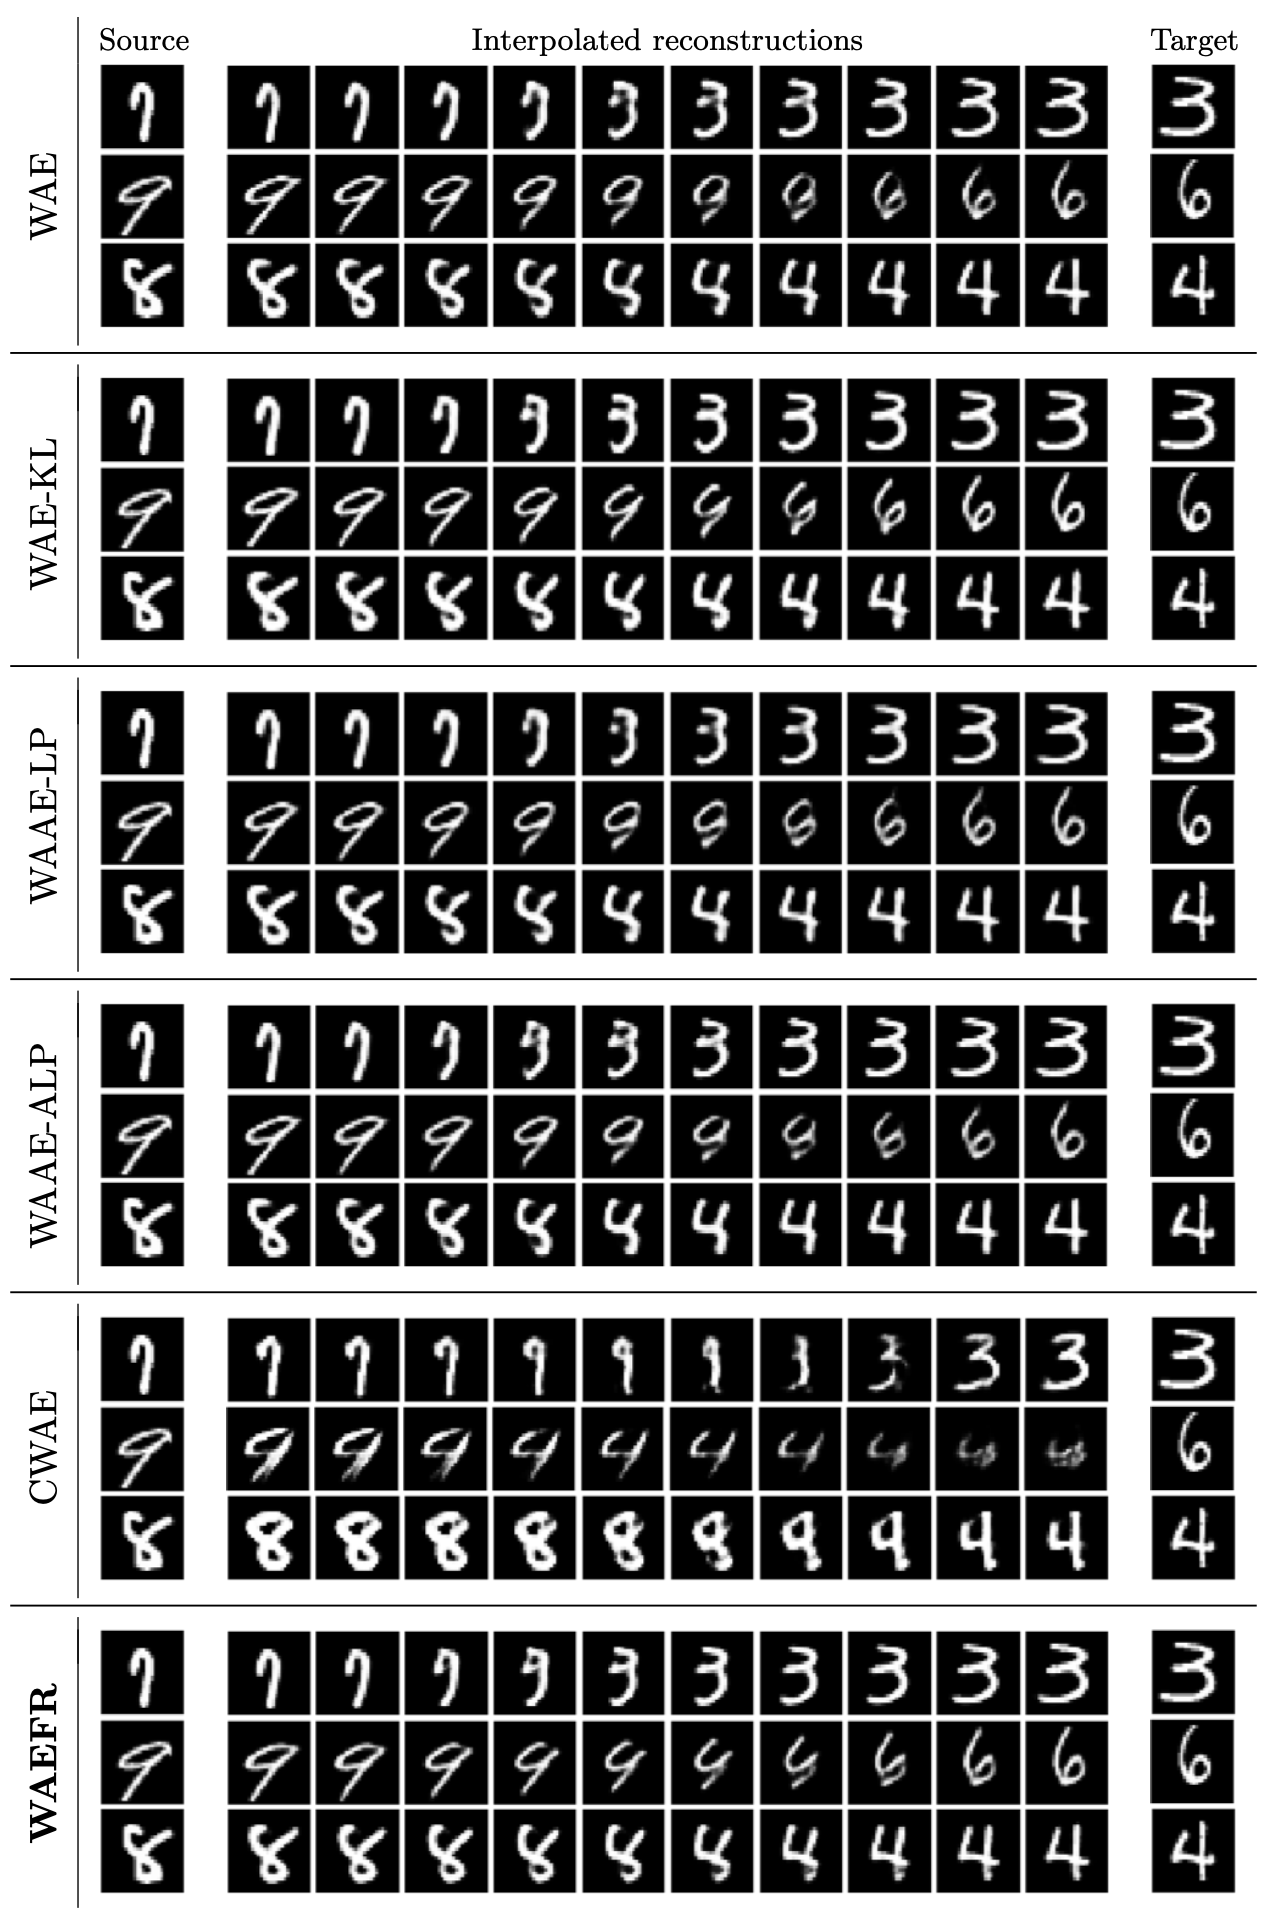 Source Interpolated reconstructions Target
WAE
WAE-KL
WAAE-LP
WAAE-ALP
CWAE
WAEFR